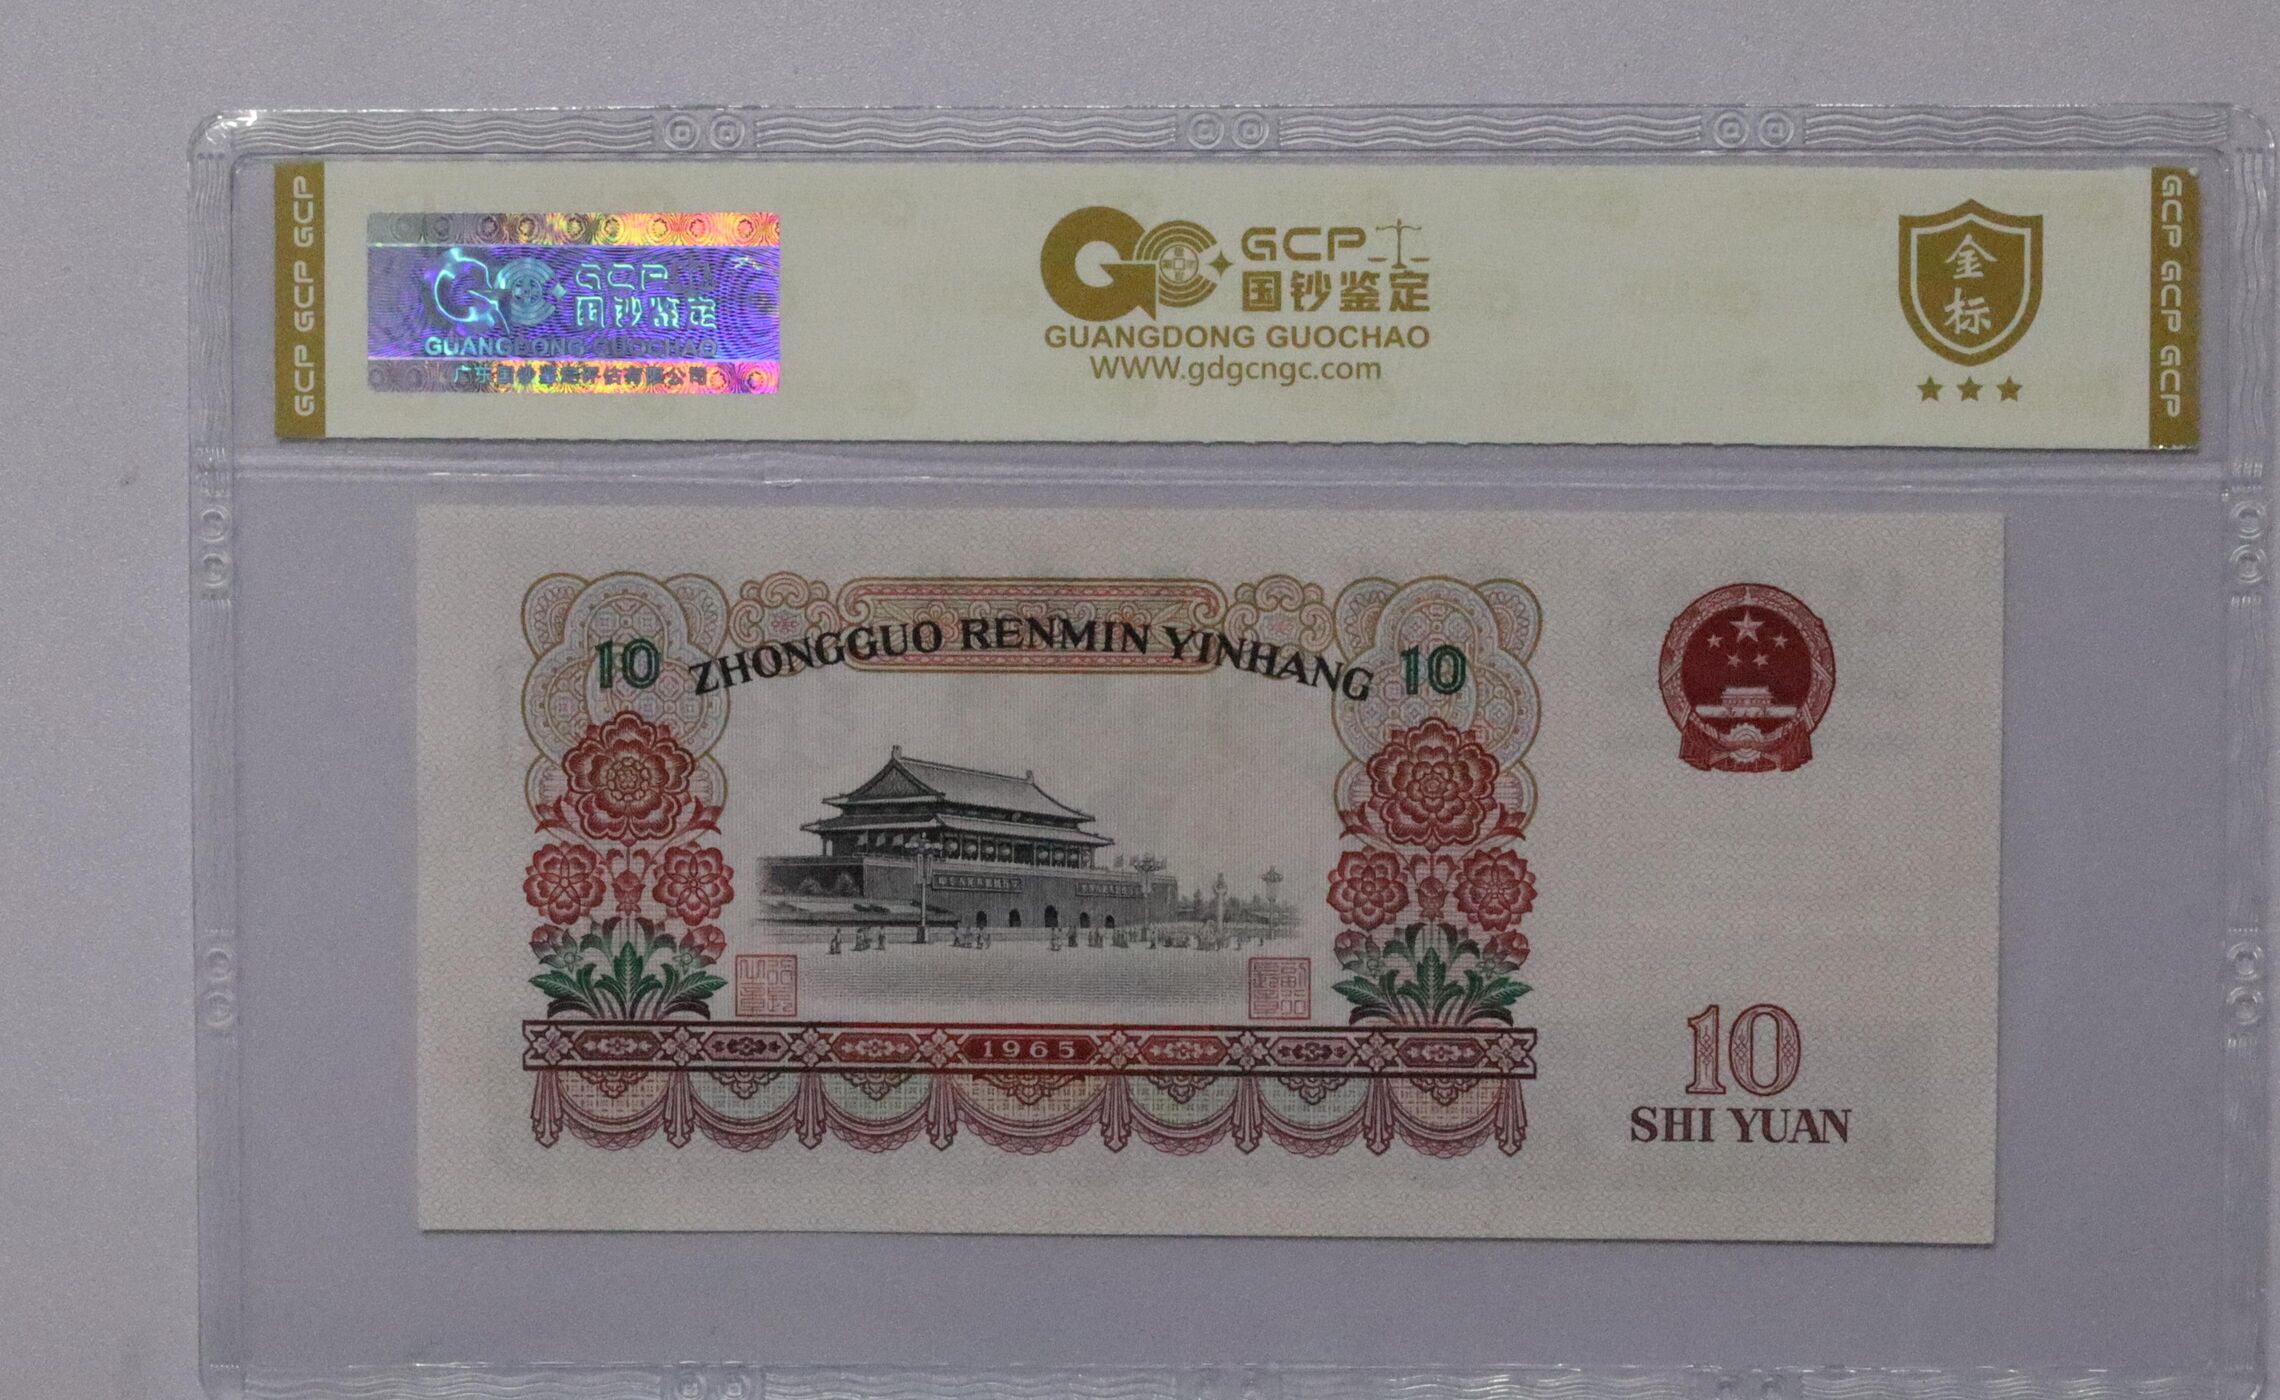 GCP GCP GCP
GCP
国钞鉴定
GUANGDONG GUOCHAO
GCP
国钞鉴定
GUANGDONG GUOCHAO
WWW.gdgcngc.com
金
标
GCP GCP GCP
ZHONGGUO RENMIN YINHANG
10
10
1965
10
SHI YUAN